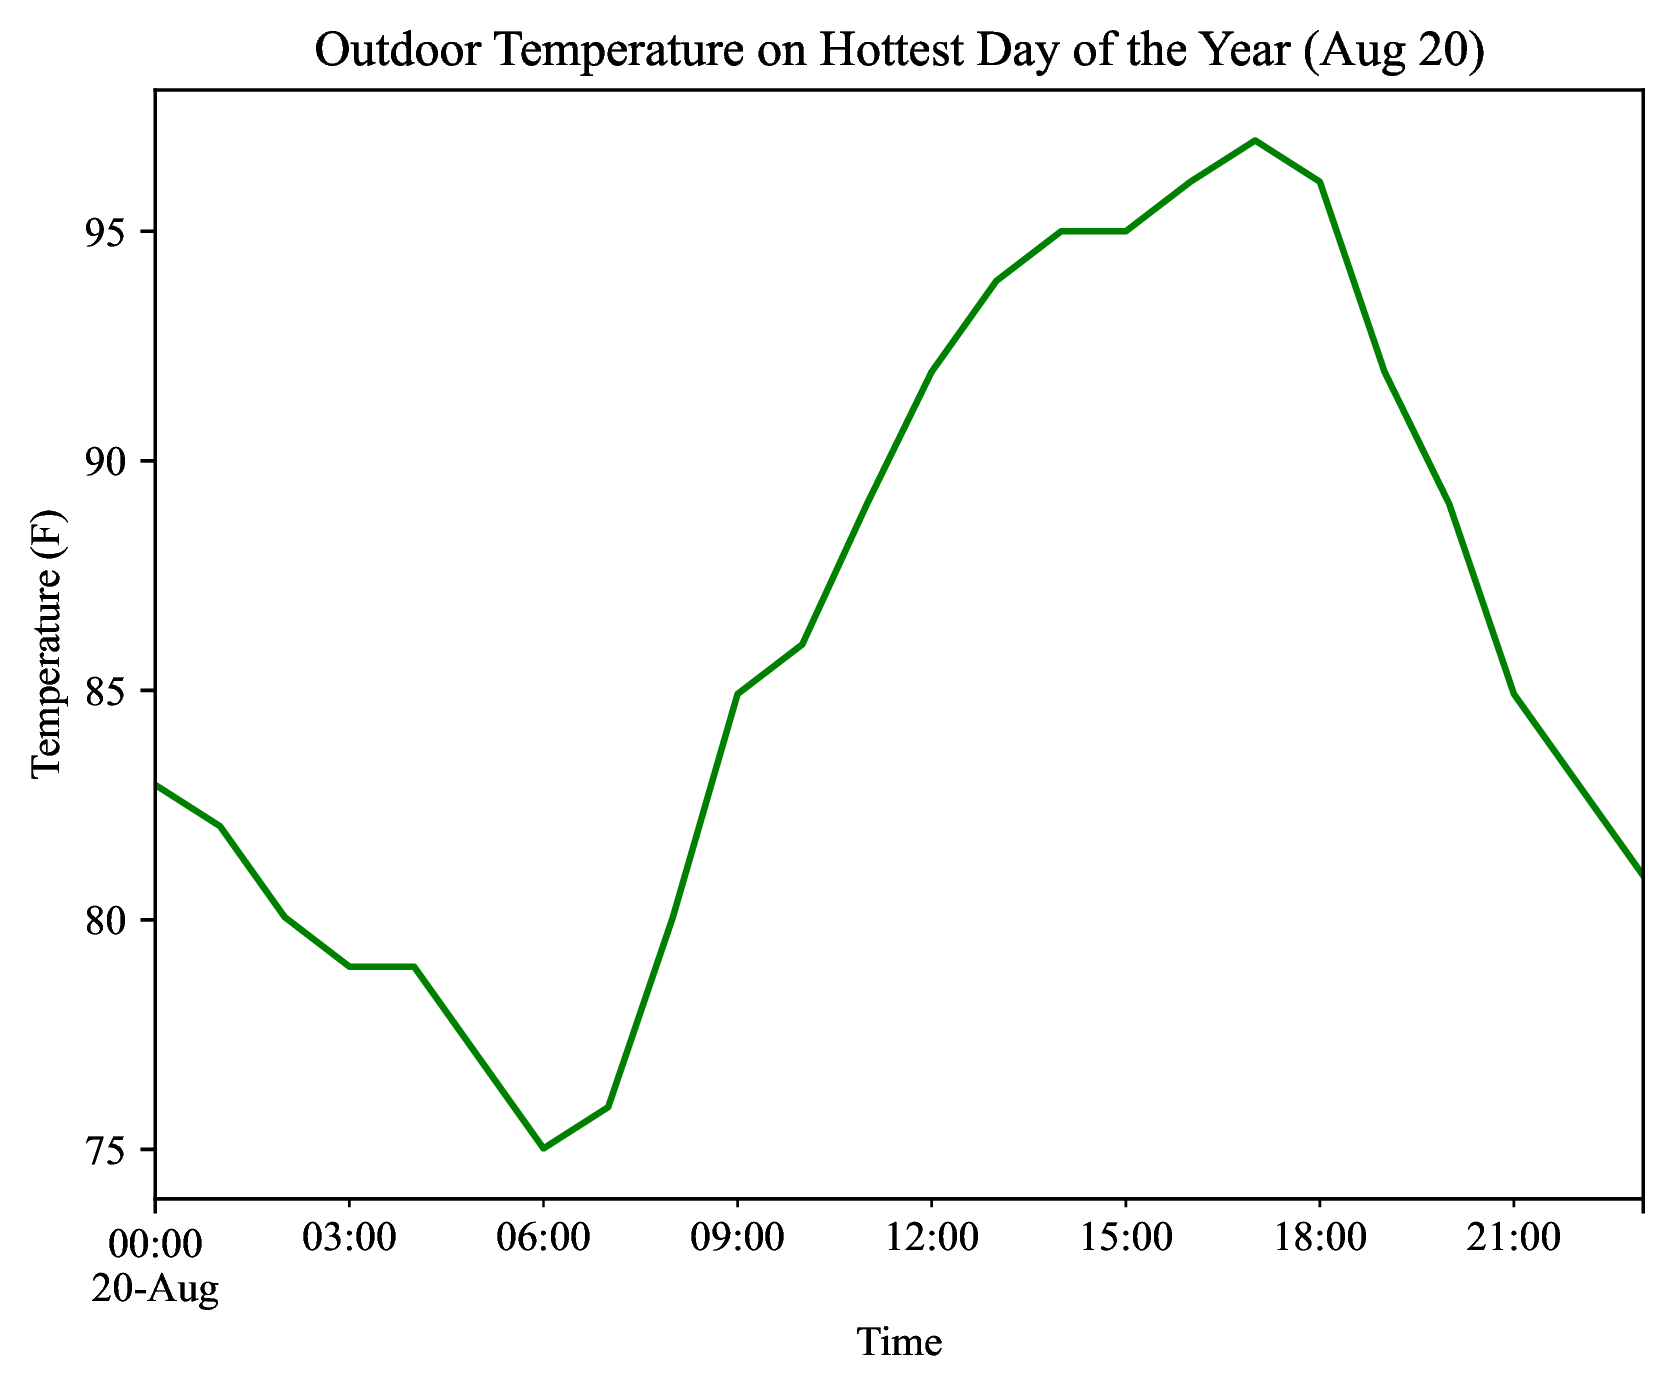 Outdoor Temperature on Hottest Day of the Year (Aug 20)
Temperature (F)
95
90
85
80
75
00:00 03:00 06:00 09:00 12:00 15:00 18:00 21:00
20-Aug
Time